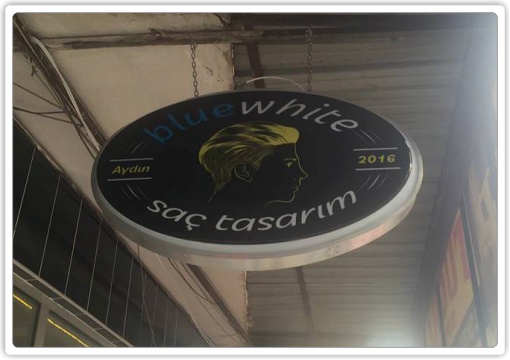 bluewhite
Aydın
2016
saç tasarım